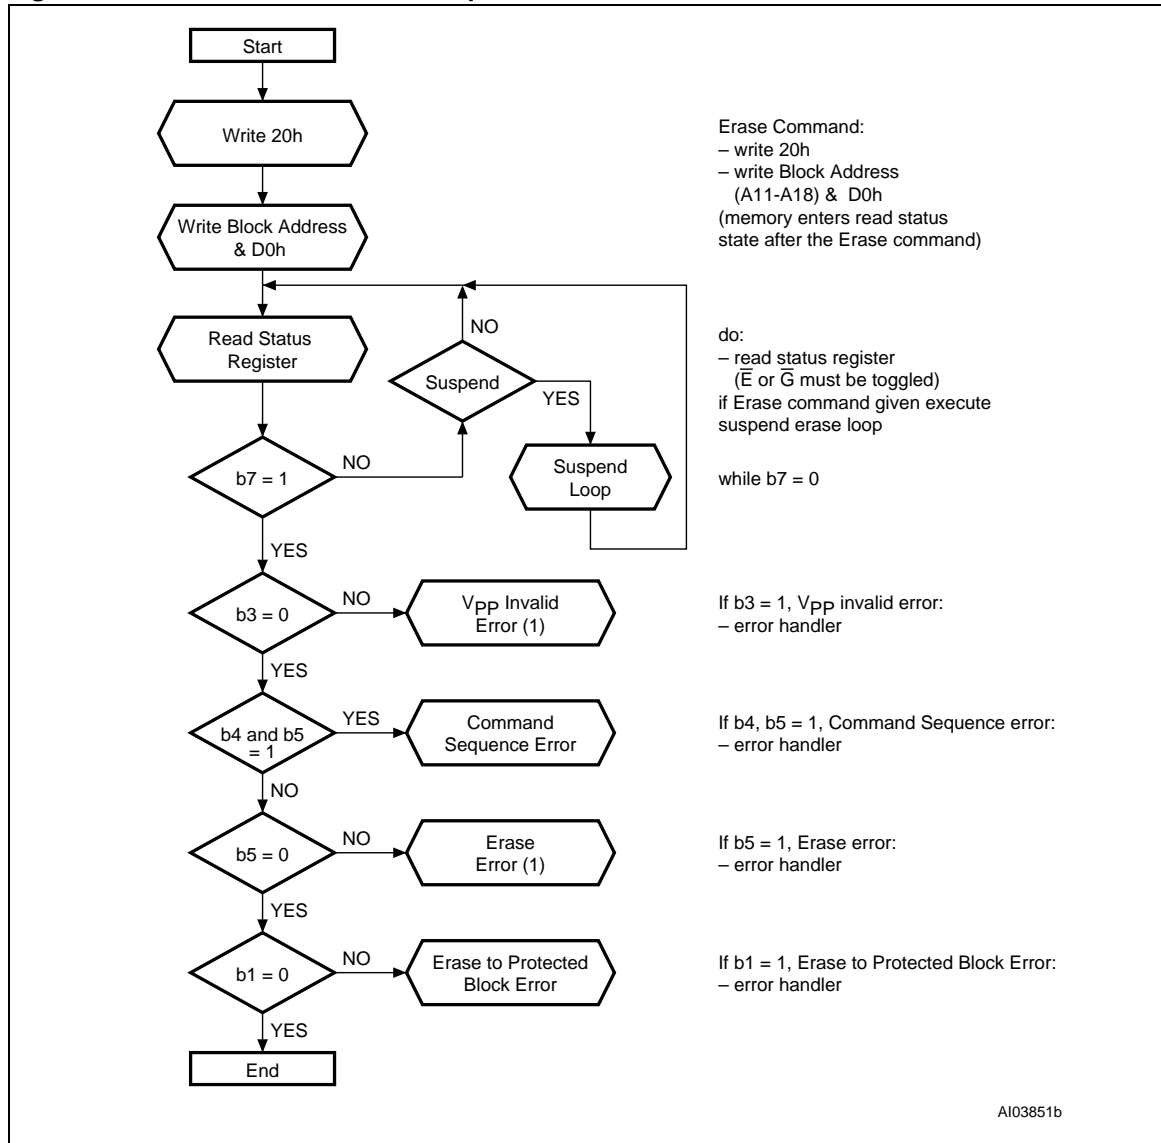 Start
Write 20h
Erase Command:
– write 20h
– write Block Address
(A11-A18) & D0h
(memory enters read status
state after the Erase command)
Write Block Address
& D0h
NO
Read Status
Register
Suspend
YES
do:
– read status register
(E̅ or G̅ must be toggled)
if Erase command given execute
suspend erase loop
while b7 = 0
b7 = 1
NO
Suspend
Loop
YES
b3 = 0
NO
VPP Invalid
Error (1)
If b3 = 1, VPP invalid error:
– error handler
YES
b4 and b5
= 1
YES
Command
Sequence Error
If b4, b5 = 1, Command Sequence error:
– error handler
NO
b5 = 0
NO
Erase
Error (1)
If b5 = 1, Erase error:
– error handler
YES
b1 = 0
NO
Erase to Protected
Block Error
If b1 = 1, Erase to Protected Block Error:
– error handler
YES
End
AI03851b